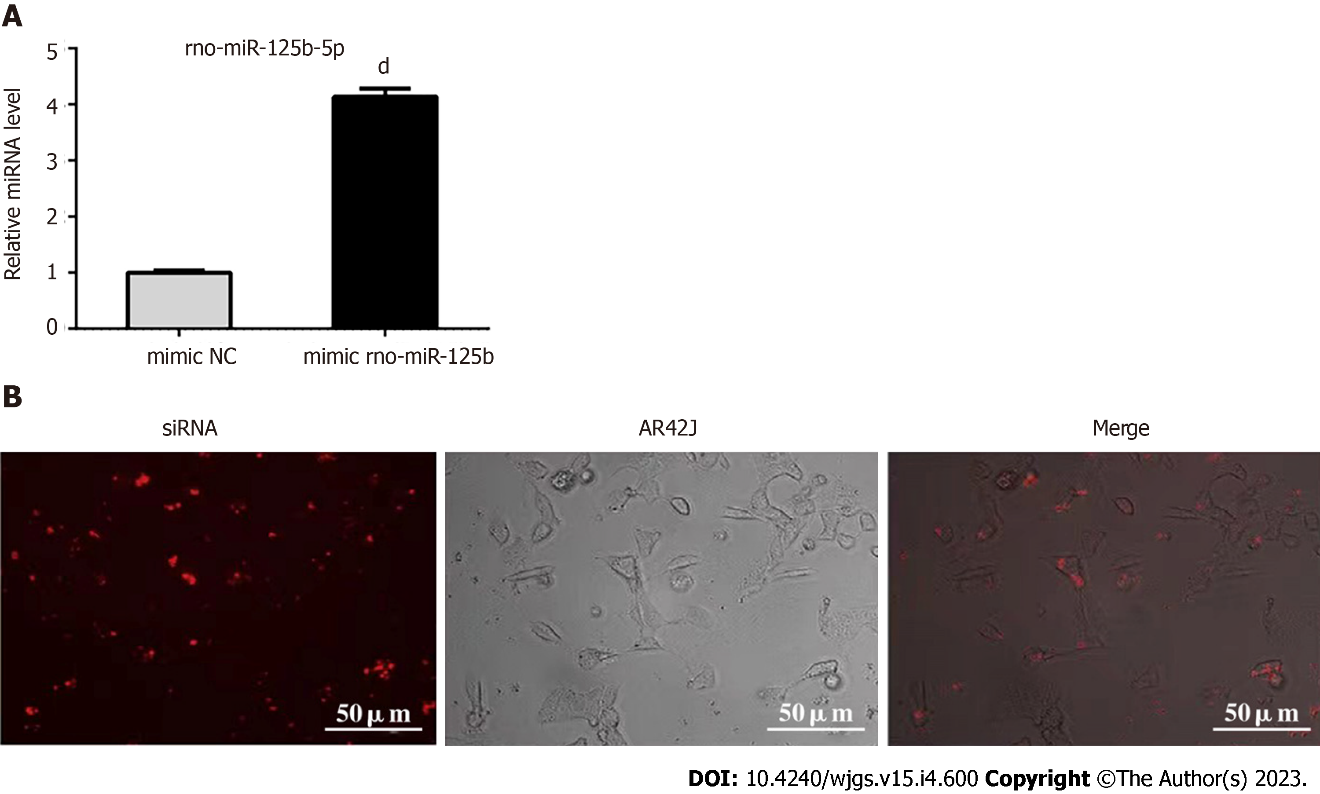 A
rno-miR-125b-5p
d
5
4
3
2
1
0
Relative miRNA level
mimic NC
mimic rno-miR-125b
B
siRNA
AR42J
Merge
50 μ m
50 μ m
50 μ m
DOI: 10.4240/wjgs.v15.i4.600 Copyright ©The Author(s) 2023.